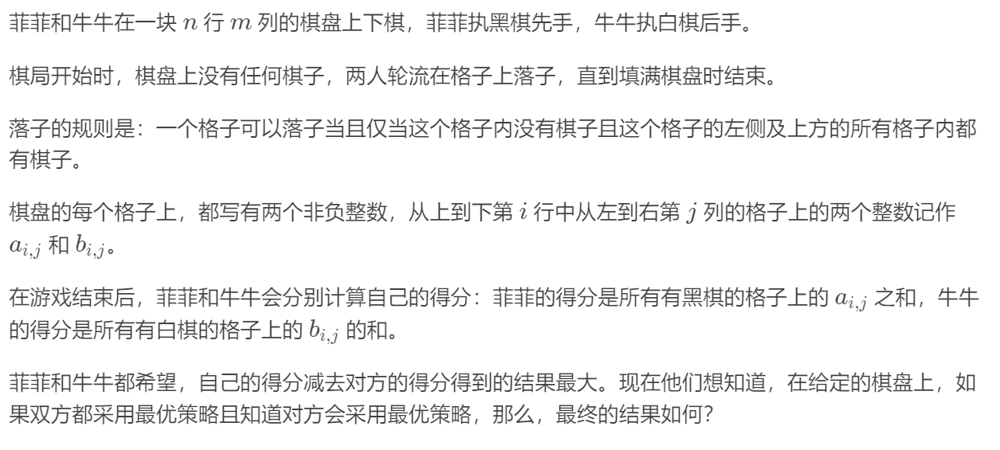 菲菲和牛牛在一块 n 行 m 列的棋盘上下棋，菲菲执黑棋先手，牛牛执白棋后手。
棋局开始时，棋盘上没有任何棋子，两人轮流在格子上落子，直到填满棋盘时结束。
落子的规则是：一个格子可以落子当且仅当这个格子内没有棋子且这个格子的左侧及上方的所有格子内都
有棋子。
棋盘的每个格子上，都写有两个非负整数，从上到下第 i 行中从左到右第 j 列的格子上的两个整数记作
a_{i,j} 和 b_{i,j}。
在游戏结束后，菲菲和牛牛会分别计算自己的得分：菲菲的得分是所有有黑棋的格子上的 a_{i,j} 之和，牛牛
的得分是所有有白棋的格子上的 b_{i,j} 的和。
菲菲和牛牛都希望，自己的得分减去对方的得分得到的结果最大。现在他们想知道，在给定的棋盘上，如
果双方都采用最优策略且知道对方会采用最优策略，那么，最终的结果如何？